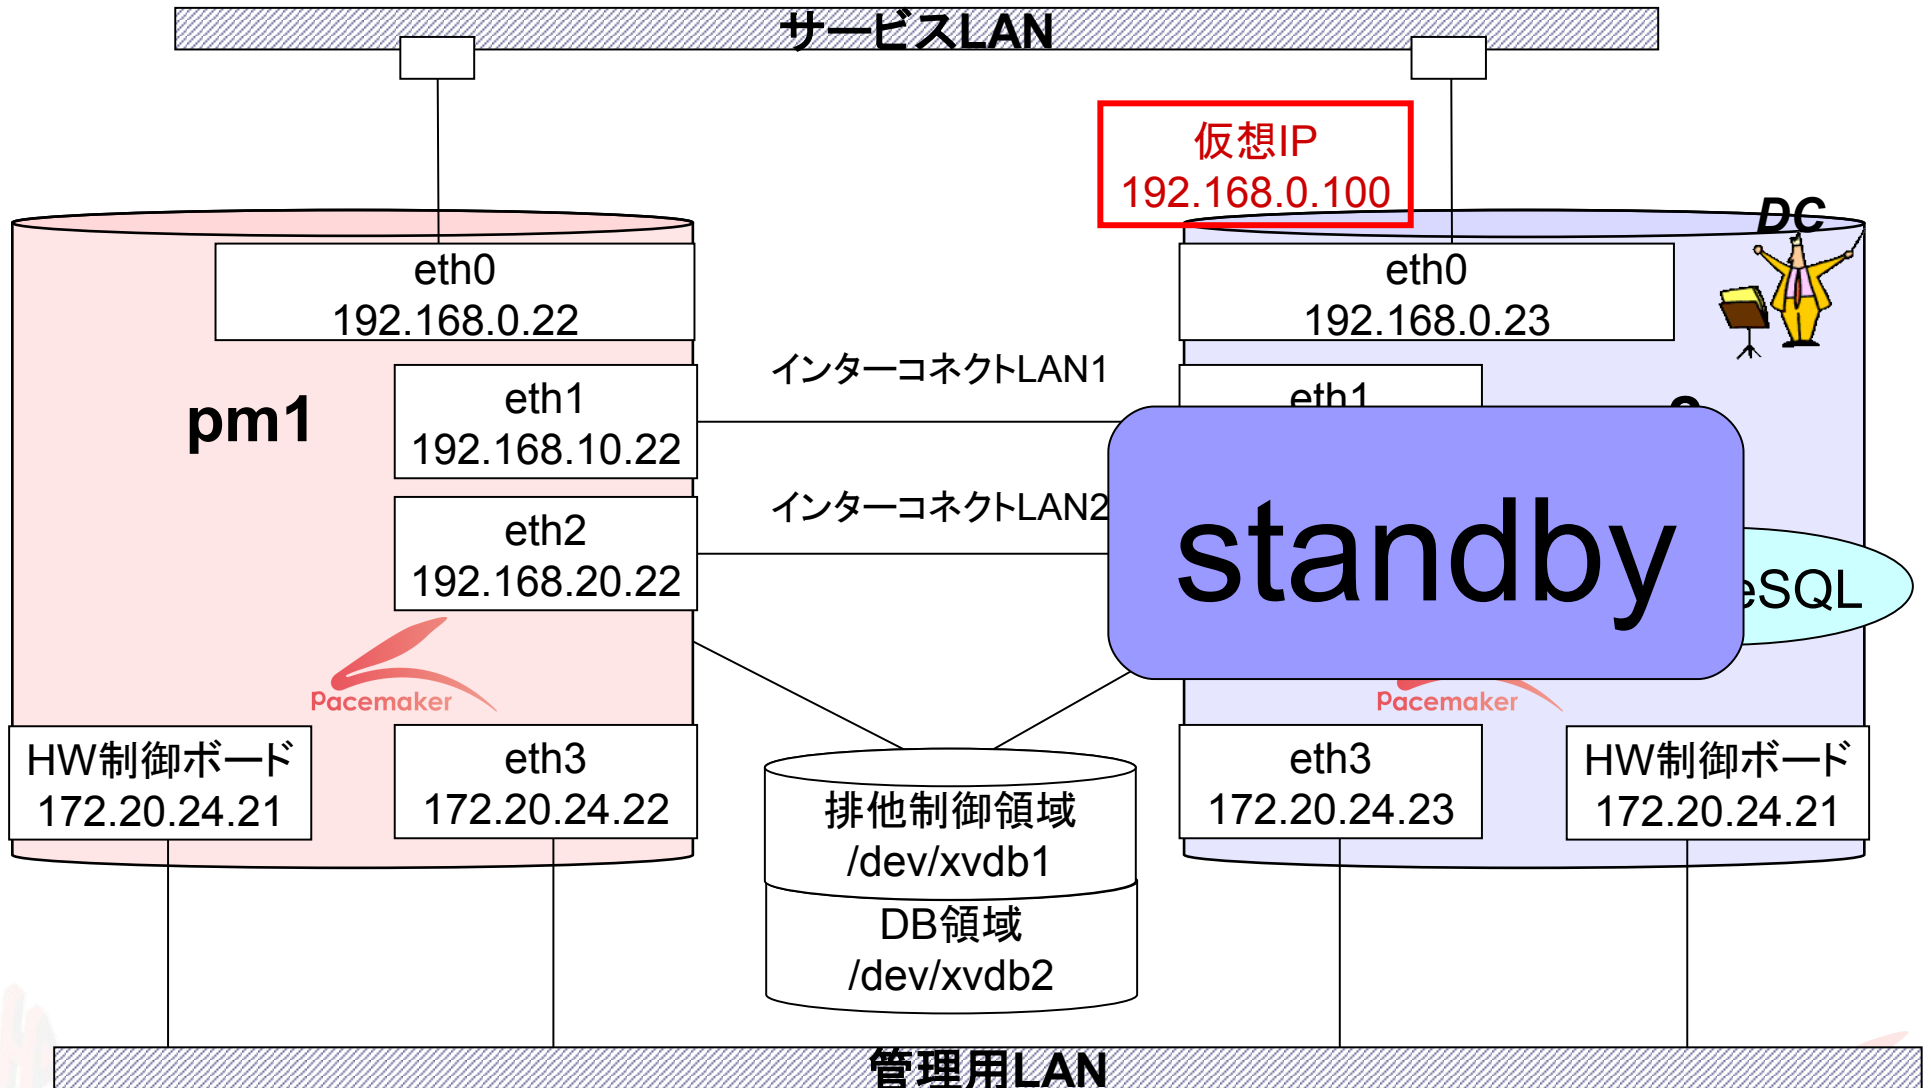 サービスLAN
仮想IP
192.168.0.100
DC
eth0
192.168.0.22
eth0
192.168.0.23
インターコネクトLAN1
pm1
eth1
192.168.10.22
eth1
インターコネクトLAN2
eth2
192.168.20.22
standby
eSQL
Pacemaker
Pacemaker
HW制御ボード
172.20.24.21
eth3
172.20.24.22
排他制御領域
/dev/xvdb1
DB領域
/dev/xvdb2
eth3
172.20.24.23
HW制御ボード
172.20.24.21
管理用LAN